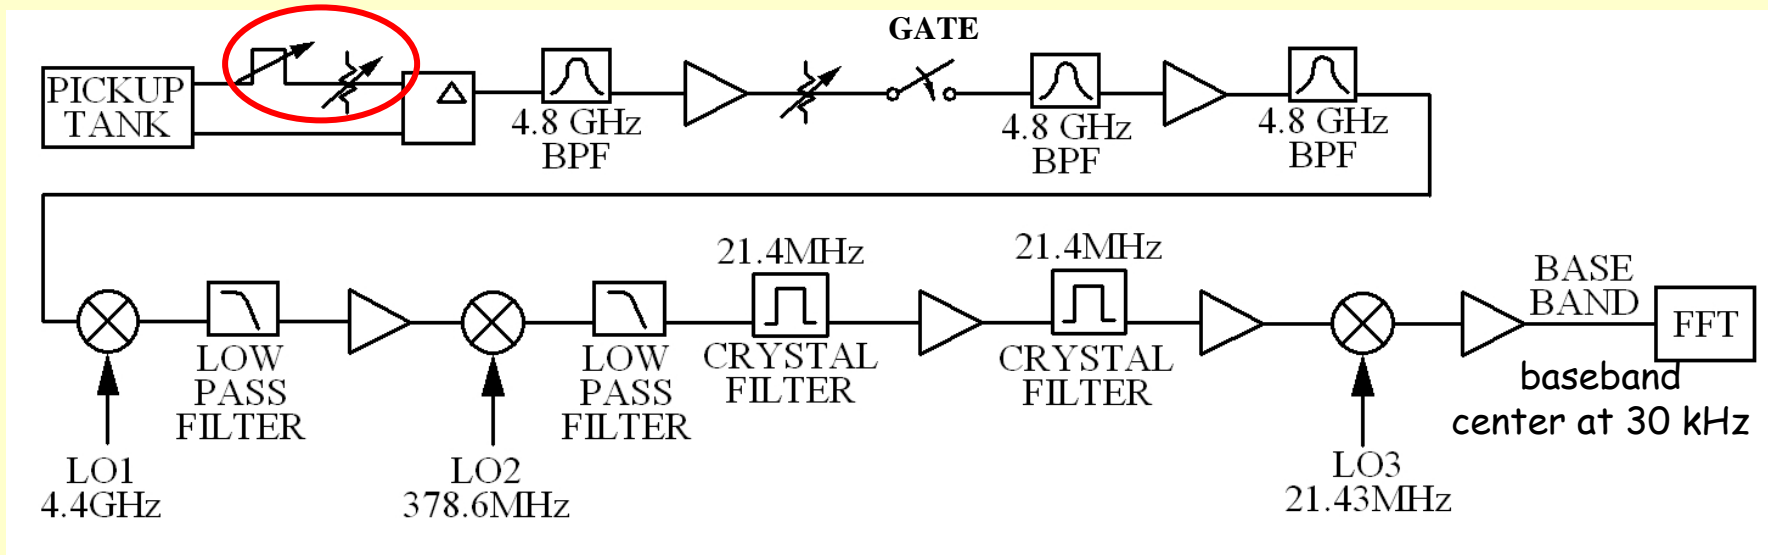 GATE
PICKUP
TANK
Δ
4.8 GHz
BPF
4.8 GHz
BPF
4.8 GHz
BPF
LOW
PASS
FILTER
LO1
4.4GHz
LO2
378.6MHz
LOW
PASS
FILTER
21.4MHz
CRYSTAL
FILTER
21.4MHz
CRYSTAL
FILTER
LO3
21.43MHz
BASE
BAND
FFT
baseband
center at 30 kHz